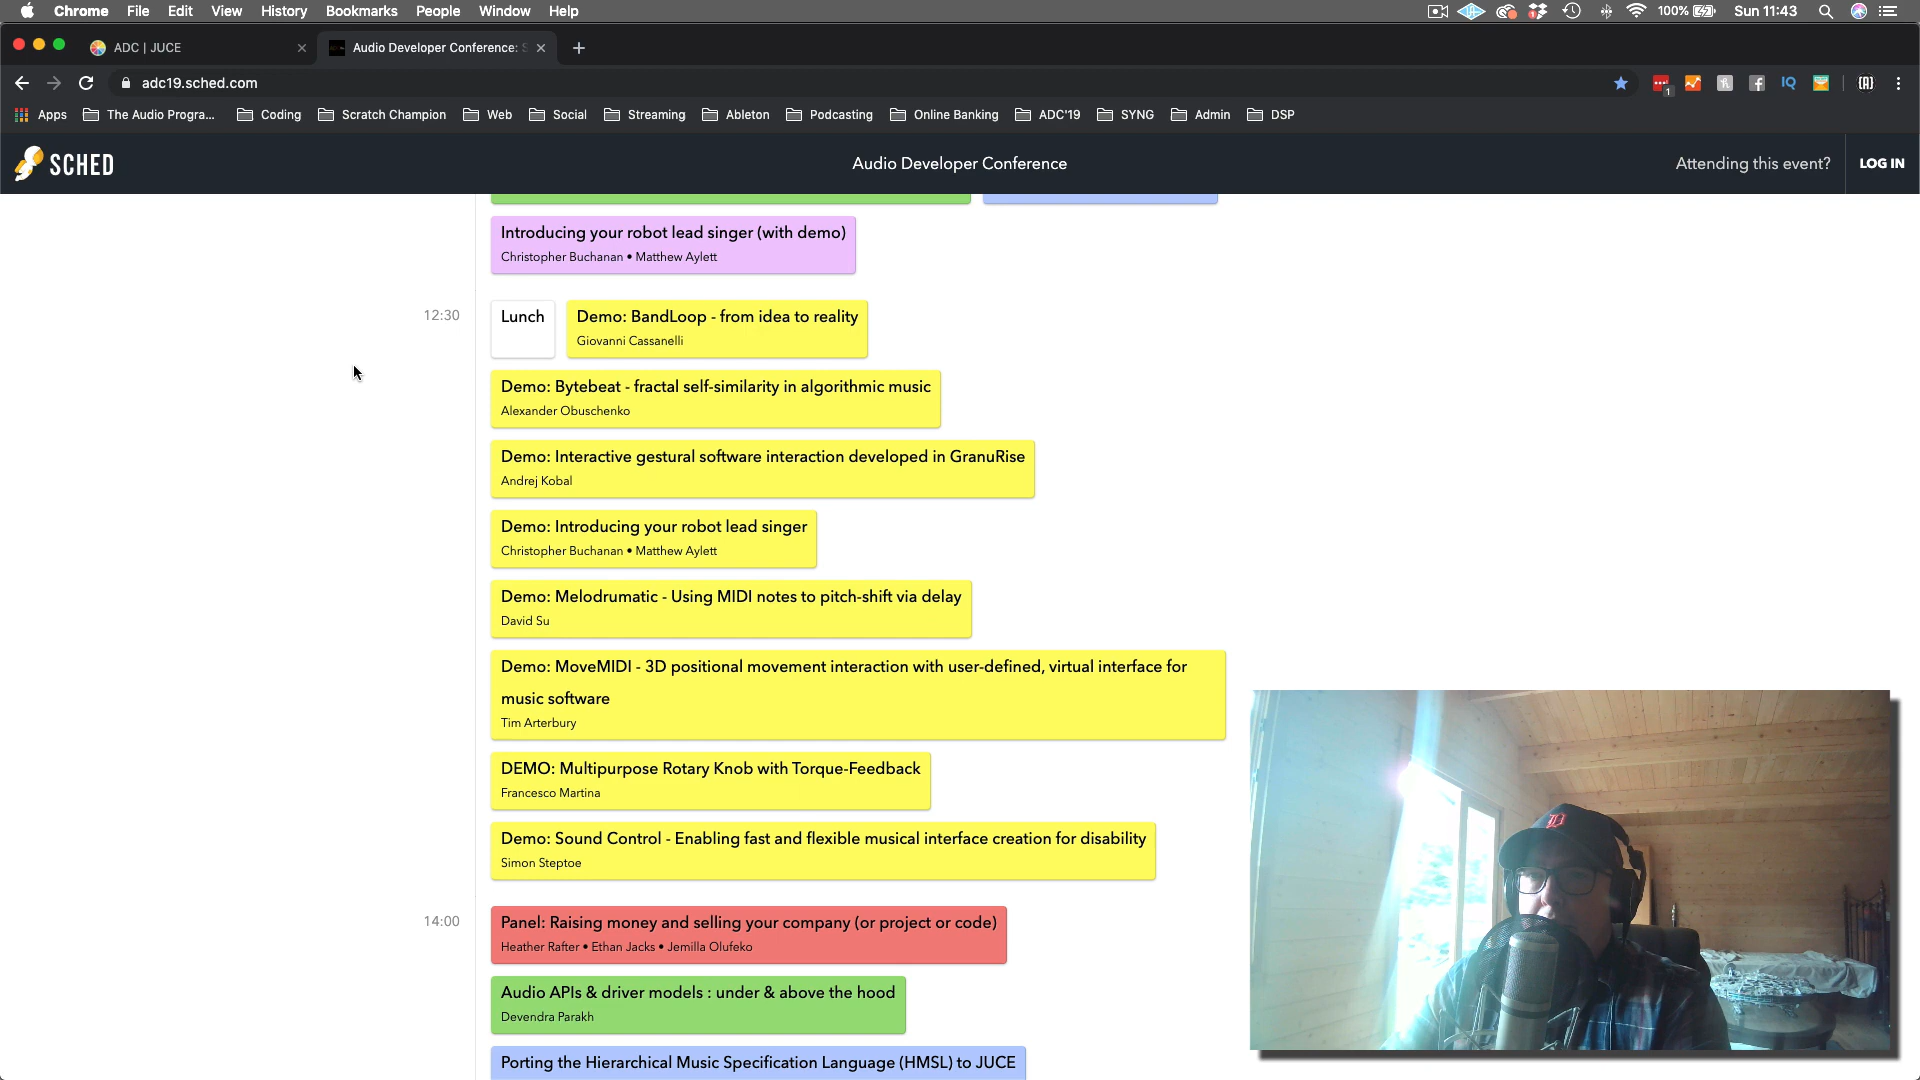 Chrome File Edit View History Bookmarks People Window Help
100% Sun 11:43
ADC | JUCE
Audio Developer Conference: S
adc19.sched.com
IQ
1
Apps The Audio Progra... Coding Scratch Champion Web Social Streaming Ableton Podcasting Online Banking ADC'19 SYNG Admin DSP
SCHED
Audio Developer Conference
Attending this event?
LOG IN
Introducing your robot lead singer (with demo)
Christopher Buchanan • Matthew Aylett
12:30
Lunch
Demo: BandLoop - from idea to reality
Giovanni Cassanelli
Demo: Bytebeat - fractal self-similarity in algorithmic music
Alexander Obuschenko
Demo: Interactive gestural software interaction developed in GranuRise
Andrej Kobal
Demo: Introducing your robot lead singer
Christopher Buchanan • Matthew Aylett
Demo: Melodrumatic - Using MIDI notes to pitch-shift via delay
David Su
Demo: MoveMIDI - 3D positional movement interaction with user-defined, virtual interface for
music software
Tim Arterbury
DEMO: Multipurpose Rotary Knob with Torque-Feedback
Francesco Martina
Demo: Sound Control - Enabling fast and flexible musical interface creation for disability
Simon Steptoe
14:00
Panel: Raising money and selling your company (or project or code)
Heather Rafter • Ethan Jacks • Jemilla Olufeko
Audio APIs & driver models : under & above the hood
Devendra Parakh
Porting the Hierarchical Music Specification Language (HMSL) to JUCE